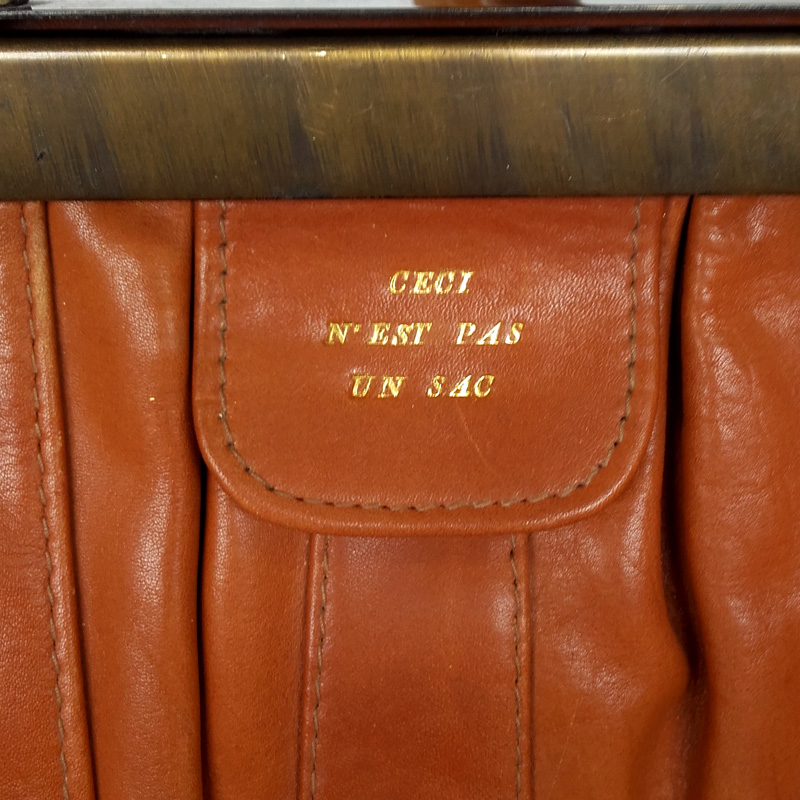 CECI
N'EST PAS
UN SAC